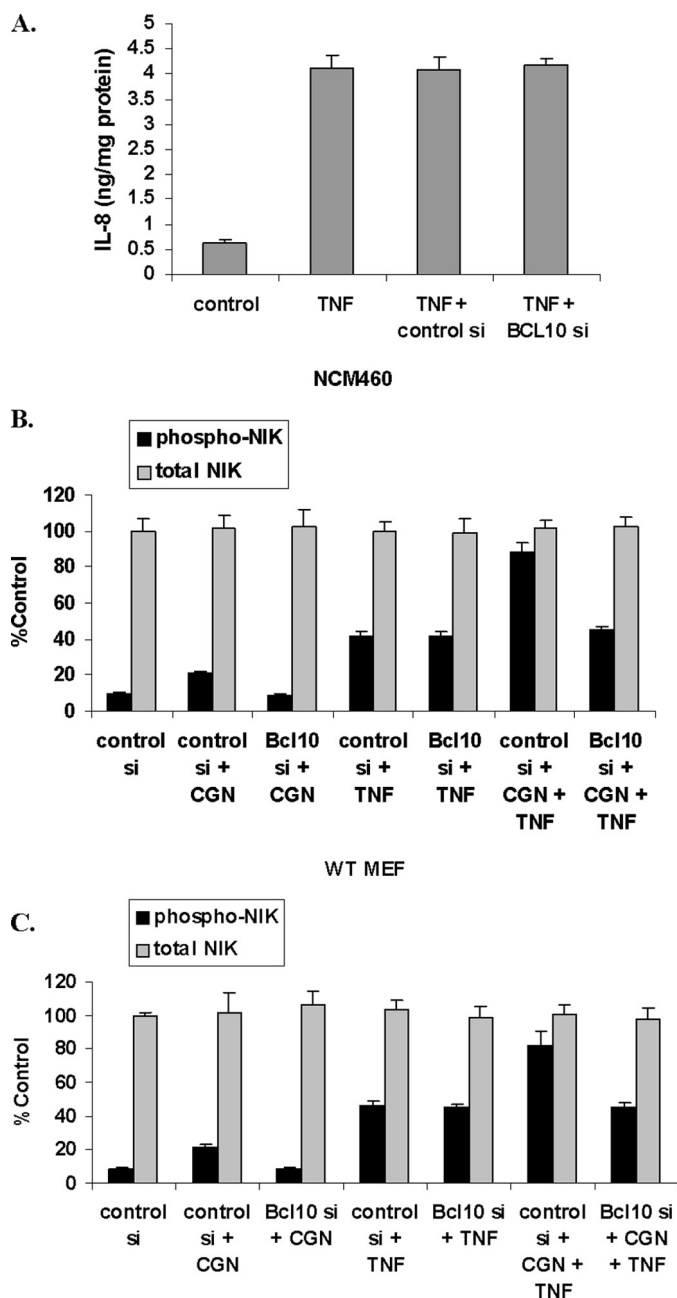 A.
IL-8 (ng/mg protein)
5
4.5
4
3.5
3
2.5
2
1.5
1
0.5
0
control
TNF
TNF +
control si
TNF +
BCL10 si
NCM460
B.
phospho-NIK
total NIK
%Control
120
100
80
60
40
20
0
control
si
control
si +
CGN
Bcl10
si +
CGN
control
si +
TNF
Bcl10
si +
TNF
control
si +
CGN +
TNF
Bcl10
si +
CGN +
TNF
WT MEF
C.
phospho-NIK
total NIK
% Control
120
100
80
60
40
20
0
control
si
control
si +
CGN
Bcl10 si
+ CGN
control
si +
TNF
Bcl10 si
+ TNF
control
si +
CGN +
TNF
Bcl10 si
+ CGN
+ TNF